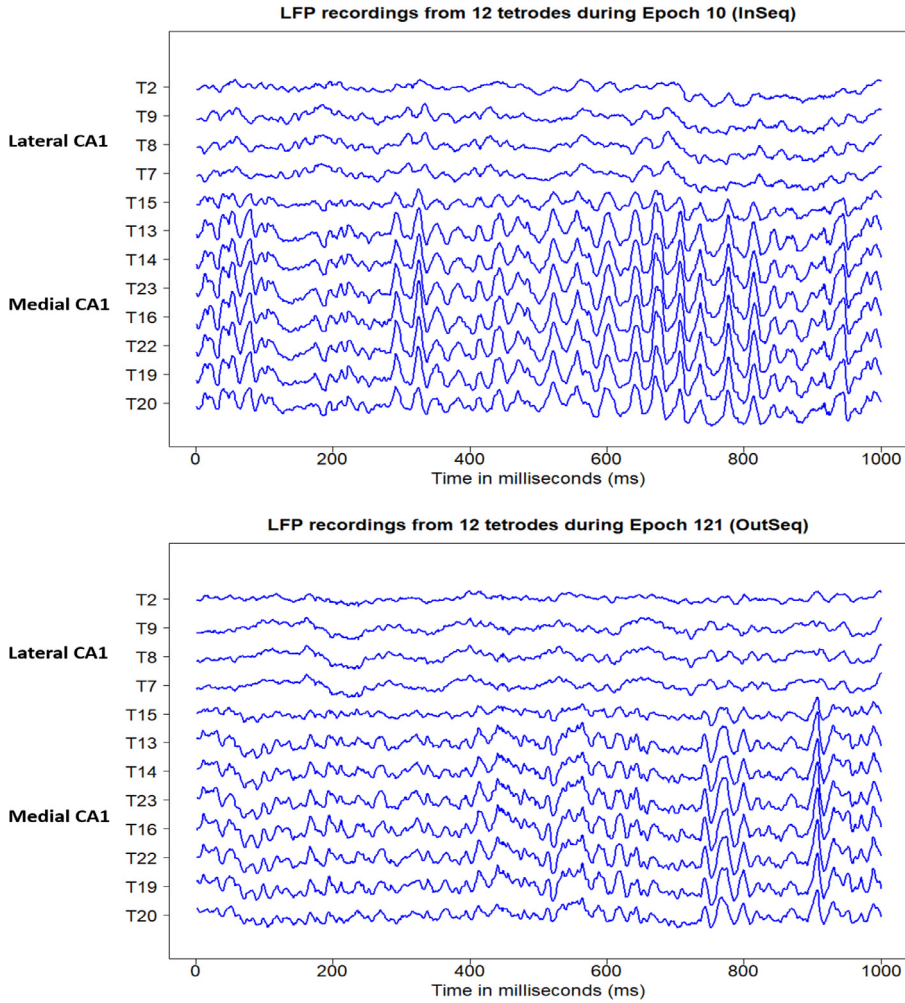 LFP recordings from 12 tetrodes during Epoch 10 (InSeq)
T2
T9
Lateral CA1
T8
T7
T15
T13
T14
T23
Medial CA1
T16
T22
T19
T20
0 200 400 600 800 1000
Time in milliseconds (ms)
LFP recordings from 12 tetrodes during Epoch 121 (OutSeq)
T2
T9
Lateral CA1
T8
T7
T15
T13
T14
T23
Medial CA1
T16
T22
T19
T20
0 200 400 600 800 1000
Time in milliseconds (ms)